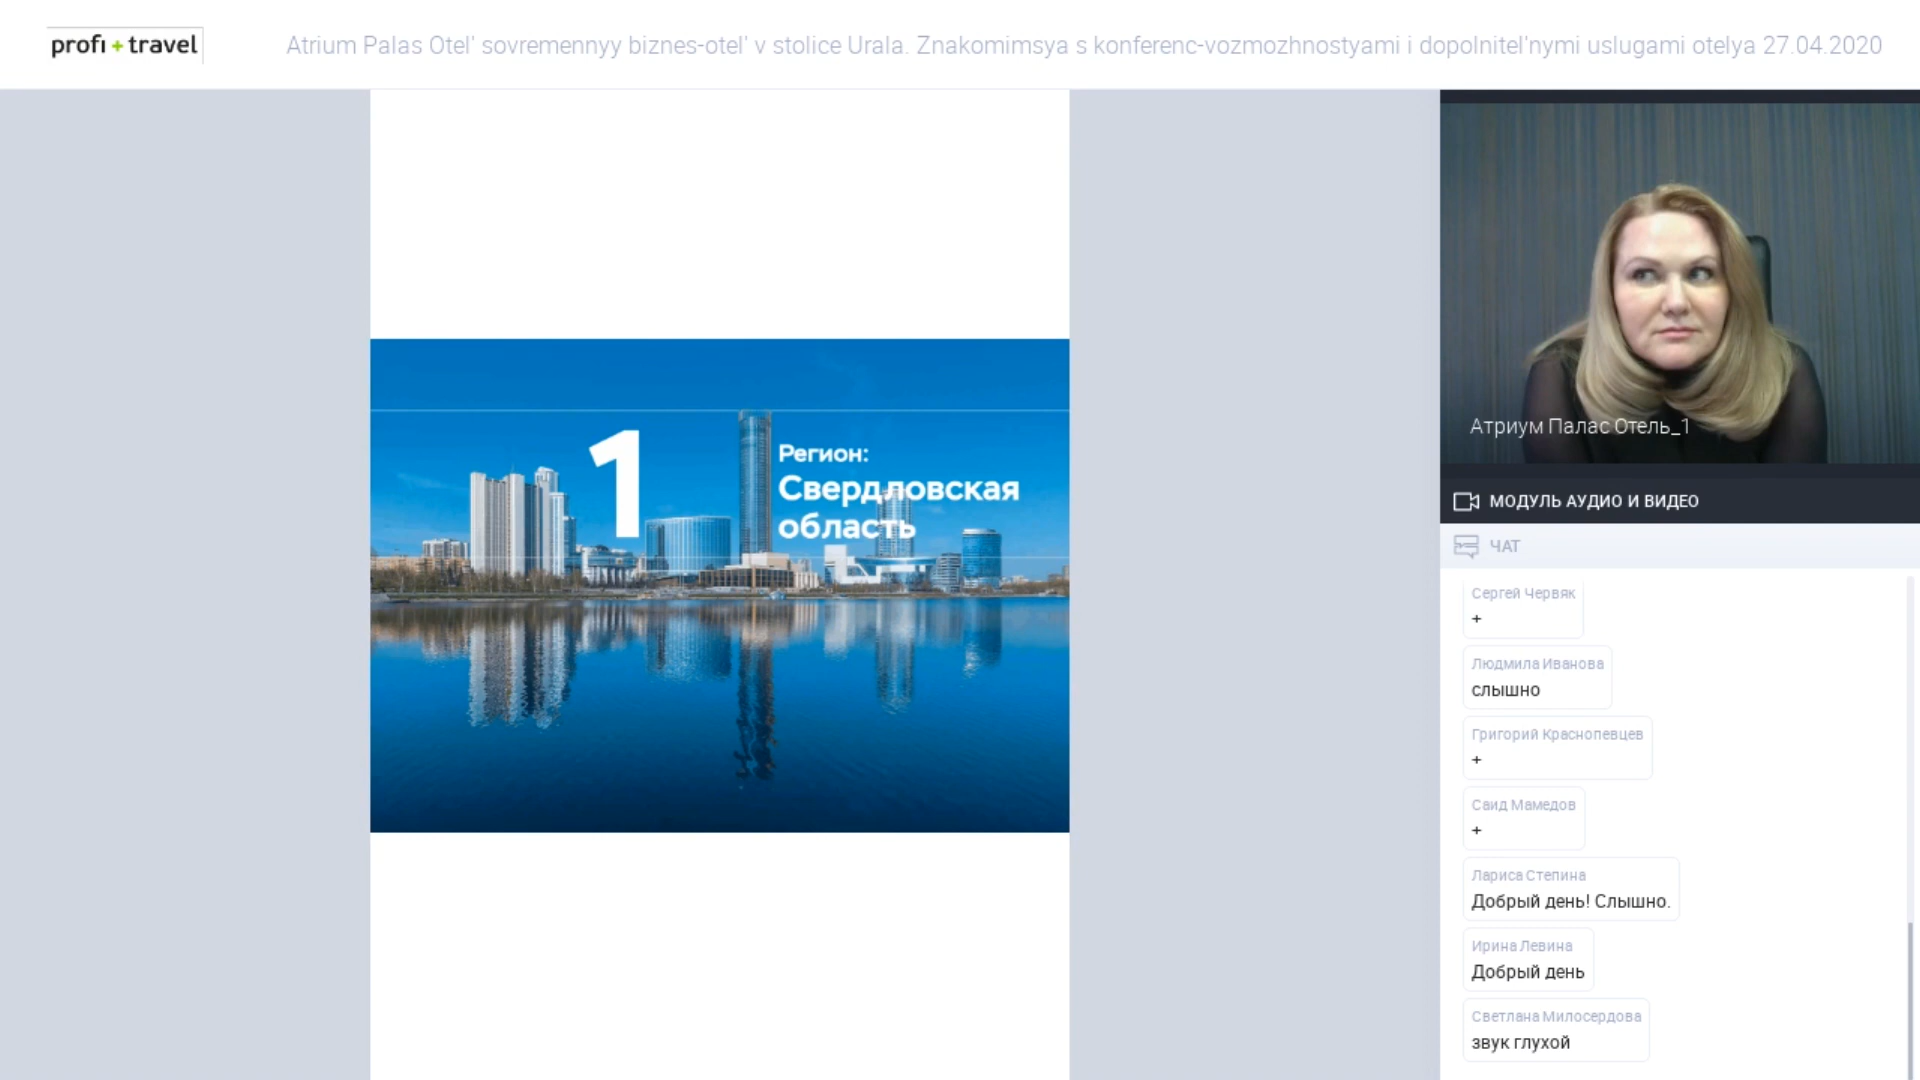 profi + travel
Atrium Palas Otel' sovremennyy biznes-otel' v stolice Urala. Znakomimsya s konferenc-vozmozhnostyami i dopolnitel'nymi uslugami otelya 27.04.2020
1
Регион:
Свердловская
область
Атриум Палас Отель_1
МОДУЛЬ АУДИО И ВИДЕО
ЧАТ
Сергей Червяк
+
Людмила Иванова
слышно
Григорий Краснопевцев
+
Саид Мамедов
+
Лариса Степина
Добрый день! Слышно.
Ирина Левина
Добрый день
Светлана Милосердова
звук глухой